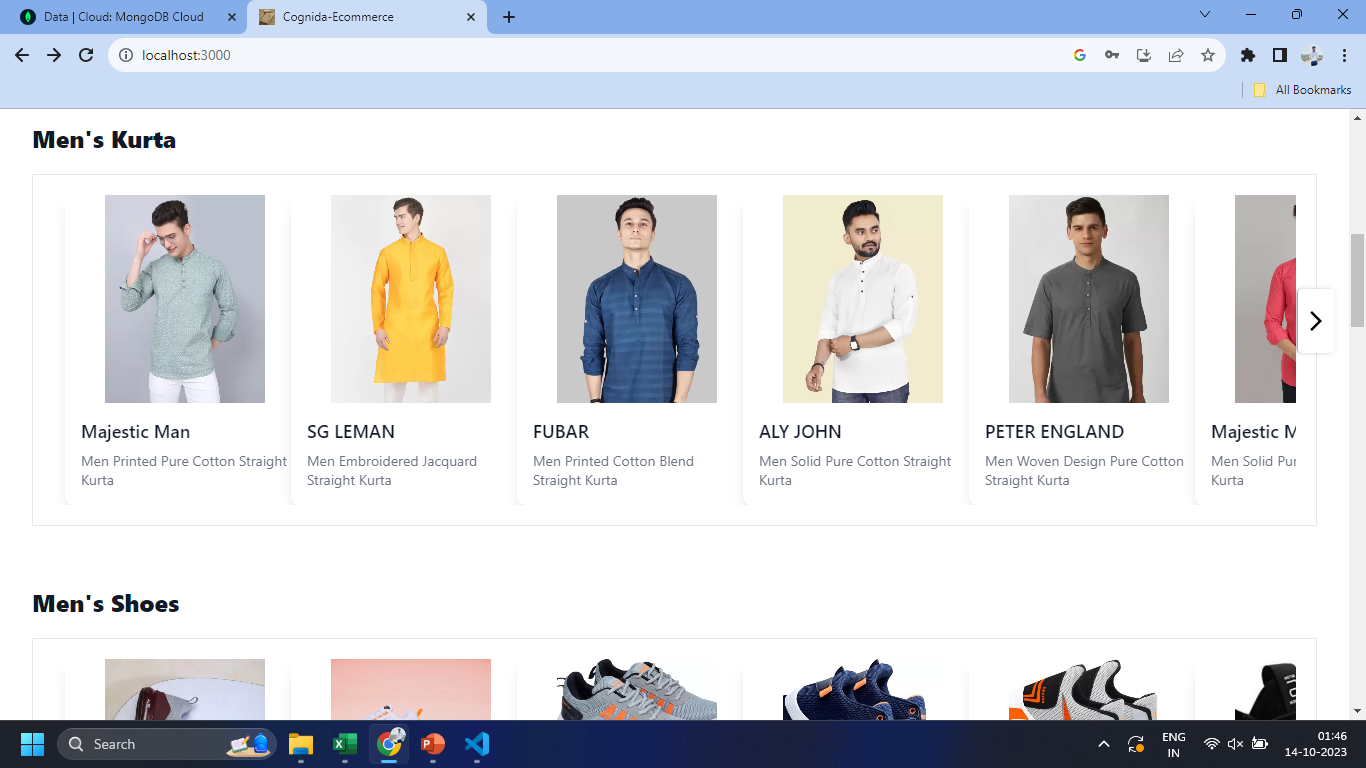 Data | Cloud: MongoDB Cloud
Cognida-Ecommerce
localhost:3000
All Bookmarks
Men's Kurta
Majestic Man
Men Printed Pure Cotton Straight
Kurta
SG LEMAN
Men Embroidered Jacquard
Straight Kurta
FUBAR
Men Printed Cotton Blend
Straight Kurta
ALY JOHN
Men Solid Pure Cotton Straight
Kurta
PETER ENGLAND
Men Woven Design Pure Cotton
Straight Kurta
Majestic M
Men Solid Pur
Kurta
Men's Shoes
Search
ENG
IN
01:46
14-10-2023